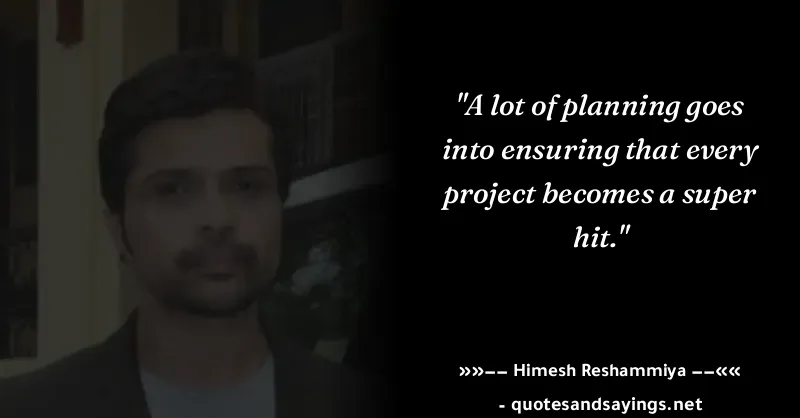 "A lot of planning goes
into ensuring that every
project becomes a super
hit."
»»−− Himesh Reshammiya −−««
- quotesandsayings.net